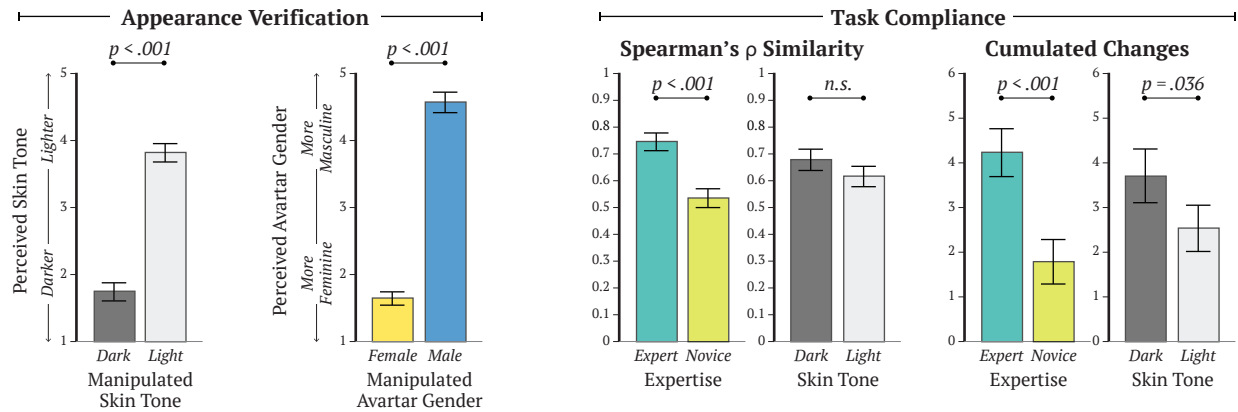 Appearance Verification
Task Compliance
p < .001
5
4
3
2
1
Perceived Skin Tone
Darker
Lighter
Dark Light
Manipulated
Skin Tone
p < .001
5
4
3
2
1
Perceived Avartar Gender
More
Feminine
More
Masculine
Female Male
Manipulated
Avartar Gender
Spearman's ρ Similarity
p < .001
1
0.9
0.8
0.7
0.6
0.5
0.4
0.3
0.2
0.1
0
Expert Novice
Expertise
n.s.
1
0.9
0.8
0.7
0.6
0.5
0.4
0.3
0.2
0.1
0
Dark Light
Skin Tone
Cumulated Changes
p < .001
6
5
4
3
2
1
0
Expert Novice
Expertise
p = .036
6
5
4
3
2
1
0
Dark Light
Skin Tone